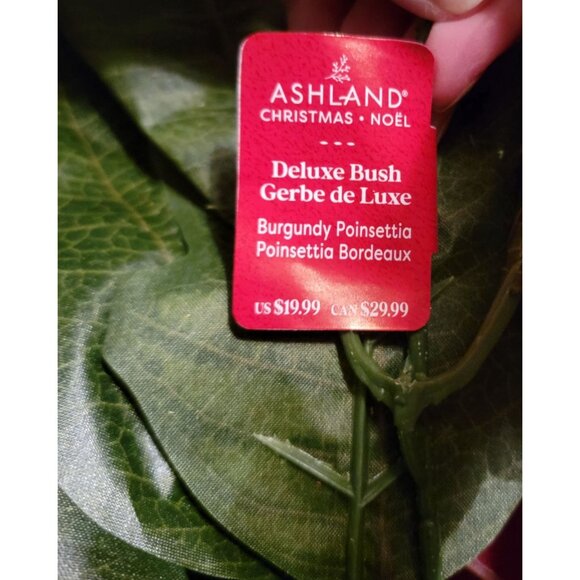 ASHLAND®
CHRISTMAS • NOËL
Deluxe Bush
Gerbe de Luxe
Burgundy Poinsettia
Poinsettia Bordeaux
US $19.99 CAN $29.99